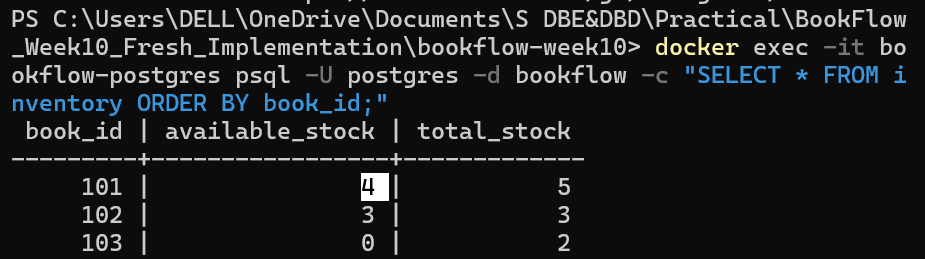 PS C:\Users\DELL\OneDrive\Documents\S DBE&DBD\Practical\BookFlow
_Week10_Fresh_Implementation\bookflow-week10> docker exec -it bo
okflow-postgres psql -U postgres -d bookflow -c "SELECT * FROM i
nventory ORDER BY book_id;"
 book_id | available_stock | total_stock
---------+-----------------+-------------
     101 |               4 |           5
     102 |               3 |           3
     103 |               0 |           2